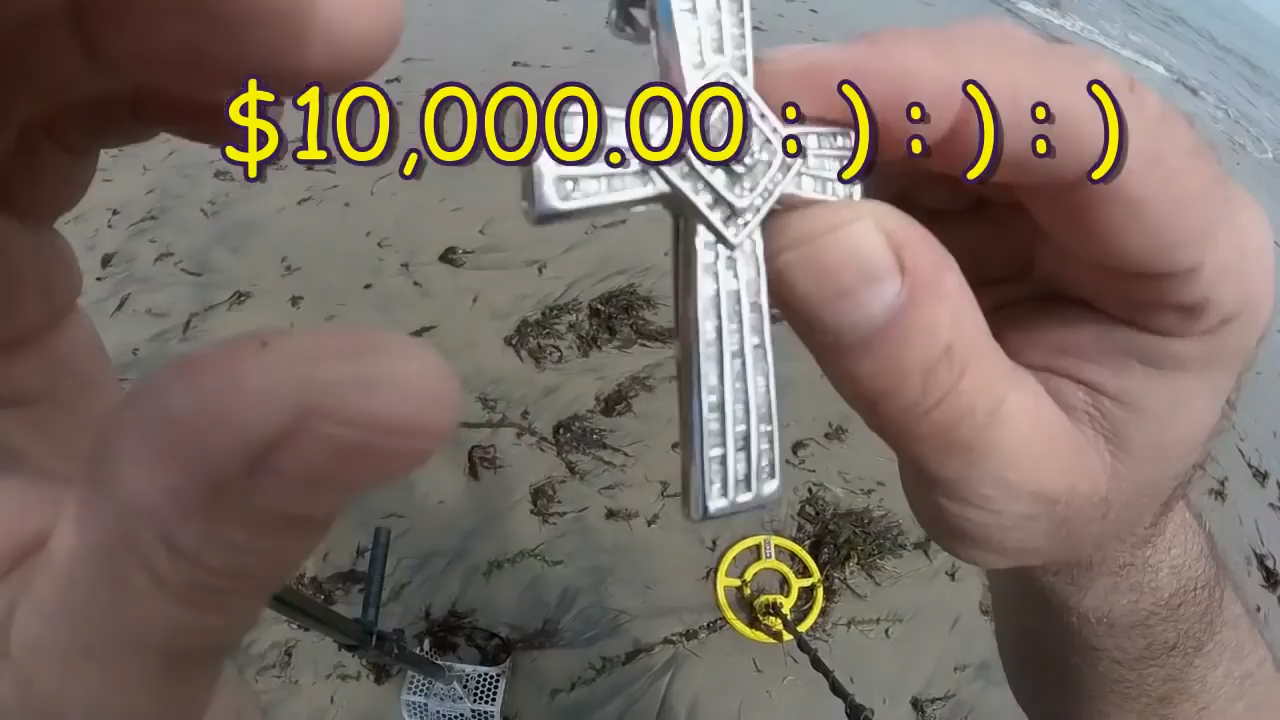 $10,000.00 : ) : ) : )